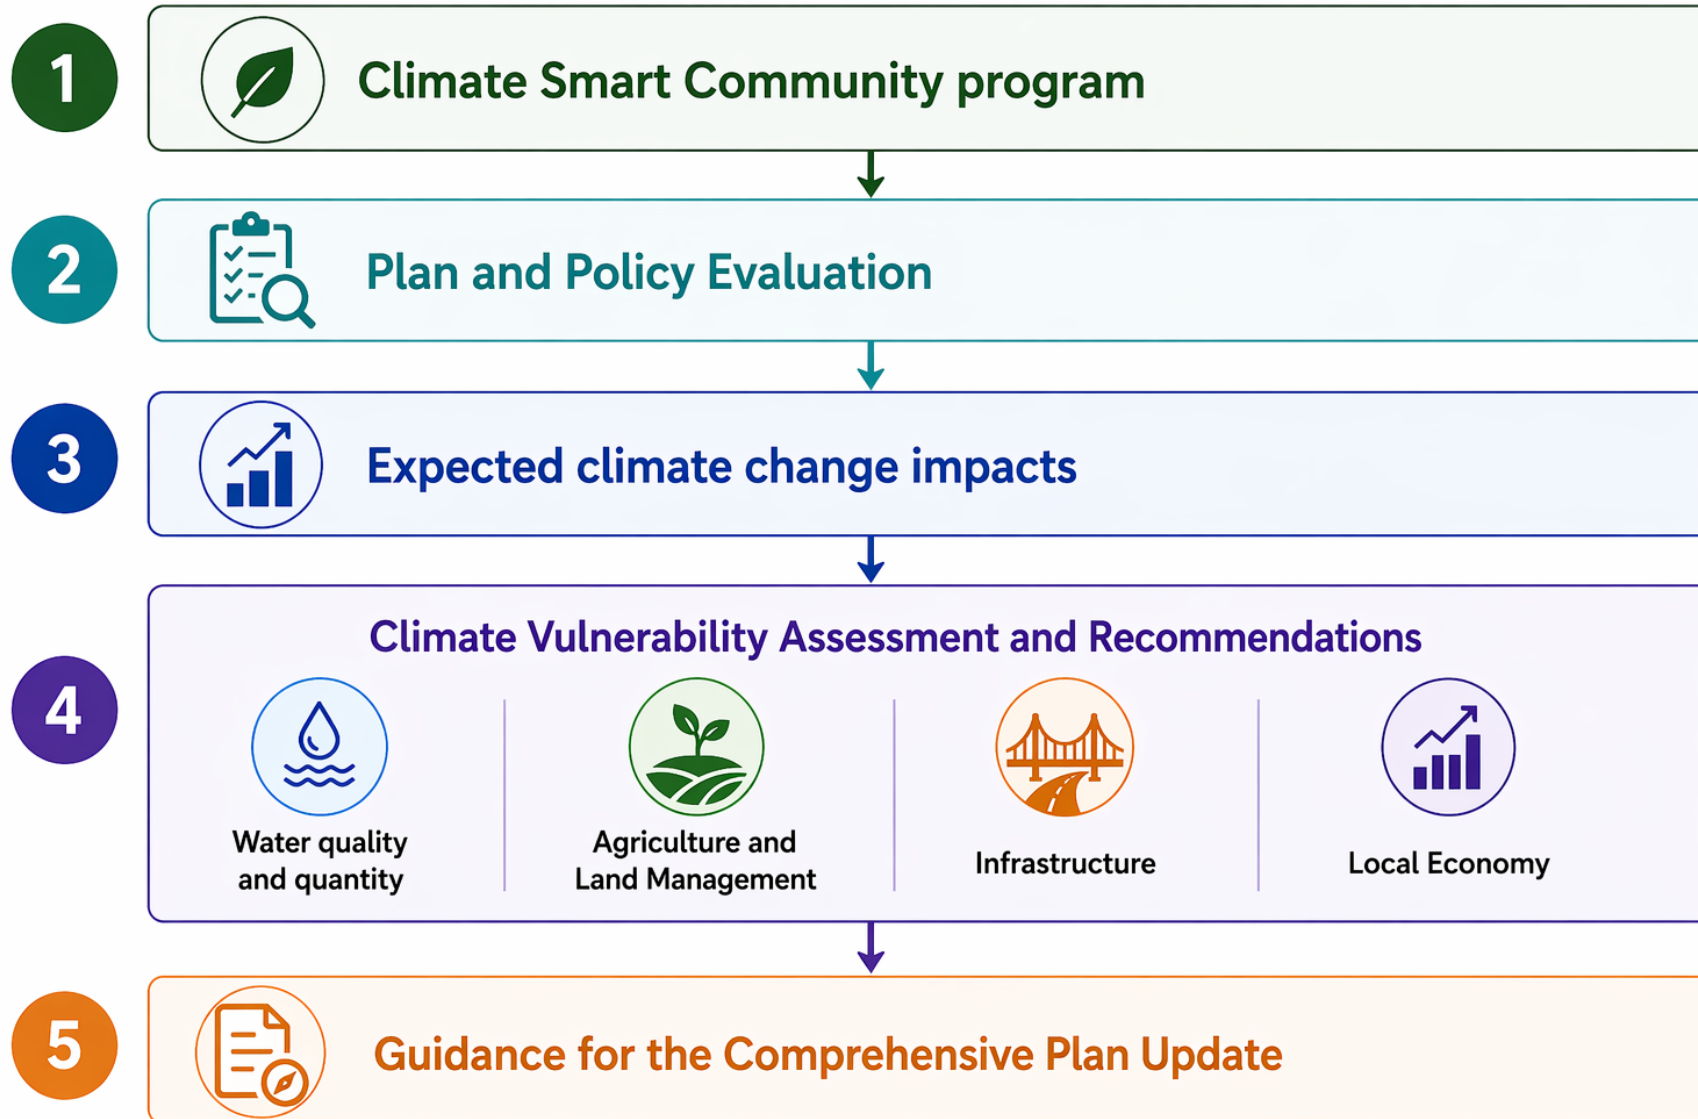 1
Climate Smart Community program
2
Plan and Policy Evaluation
3
Expected climate change impacts
4
Climate Vulnerability Assessment and Recommendations
Water quality
and quantity
Agriculture and
Land Management
Infrastructure
Local Economy
5
Guidance for the Comprehensive Plan Update